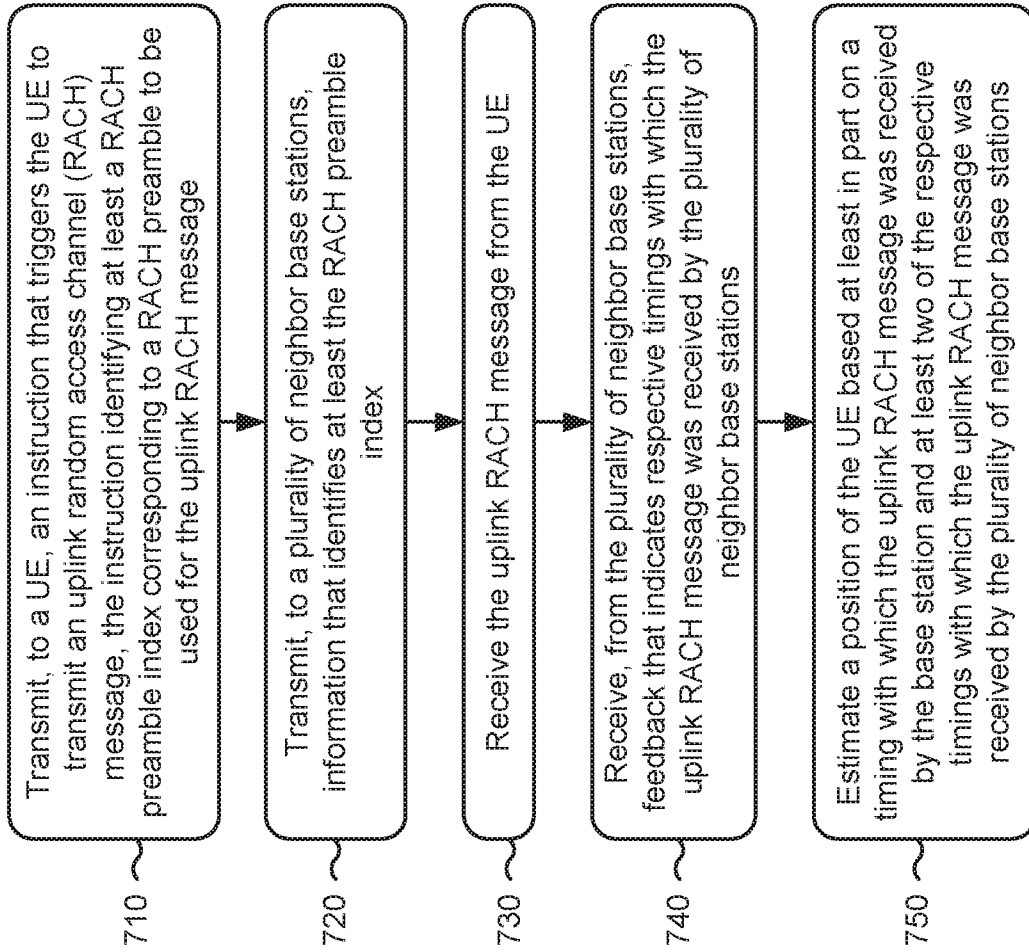 710
Transmit, to a UE, an instruction that triggers the UE to
transmit an uplink random access channel (RACH)
message, the instruction identifying at least a RACH
preamble index corresponding to a RACH preamble to be
used for the uplink RACH message
720
Transmit, to a plurality of neighbor base stations,
information that identifies at least the RACH preamble
index
730
Receive the uplink RACH message from the UE
740
Receive, from the plurality of neighbor base stations,
feedback that indicates respective timings with which the
uplink RACH message was received by the plurality of
neighbor base stations
750
Estimate a position of the UE based at least in part on a
timing with which the uplink RACH message was received
by the base station and at least two of the respective
timings with which the uplink RACH message was
received by the plurality of neighbor base stations